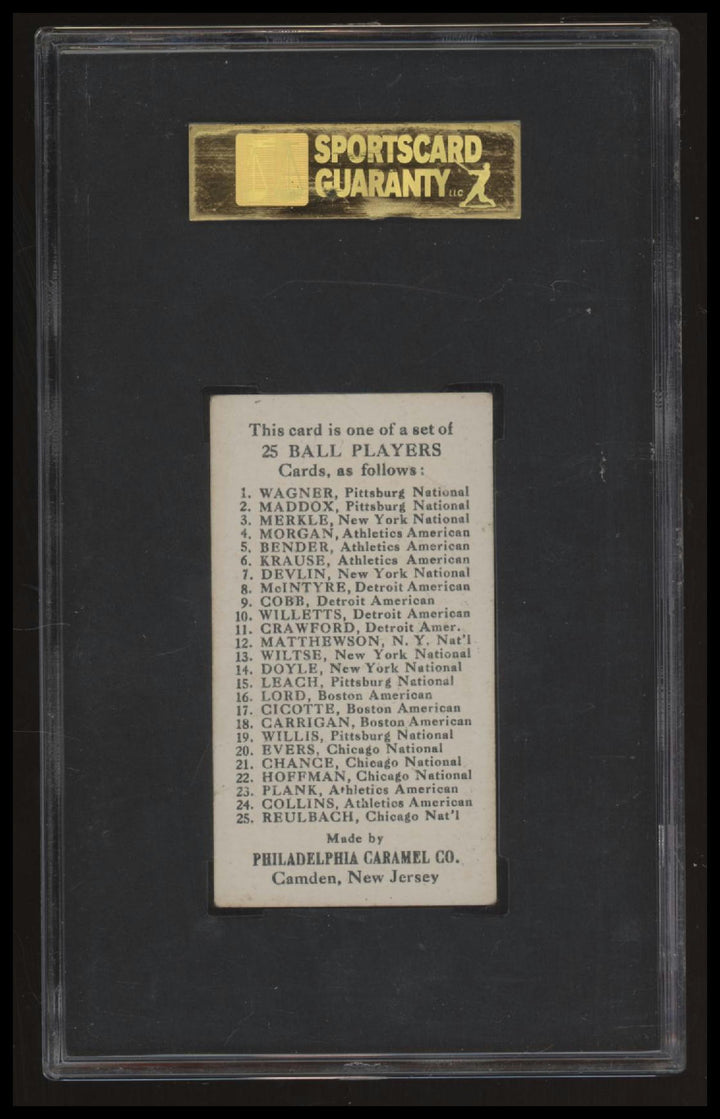 SPORTSCARD
GUARANTY LLC
This card is one of a set of
25 BALL PLAYERS
Cards, as follows:
1. WAGNER, Pittsburg National
2. MADDOX, Pittsburg National
3. MERKLE, New York National
4. MORGAN, Athletics American
5. BENDER, Athletics American
6. KRAUSE, Athletics American
7. DEVLIN, New York National
8. McINTYRE, Detroit American
9. COBB, Detroit American
10. WILLETTS, Detroit American
11. CRAWFORD, Detroit Amer.
12. MATTHEWSON, N. Y. Nat'l
13. WILTSE, New York National
14. DOYLE, New York National
15. LEACH, Pittsburg National
16. LORD, Boston American
17. CICOTTE, Boston American
18. CARRIGAN, Boston American
19. WILLIS, Pittsburg National
20. EVERS, Chicago National
21. CHANCE, Chicago National
22. HOFFMAN, Chicago National
23. PLANK, Athletics American
24. COLLINS, Athletics American
25. REULBACH, Chicago Nat'l
Made by
PHILADELPHIA CARAMEL CO.
Camden, New Jersey